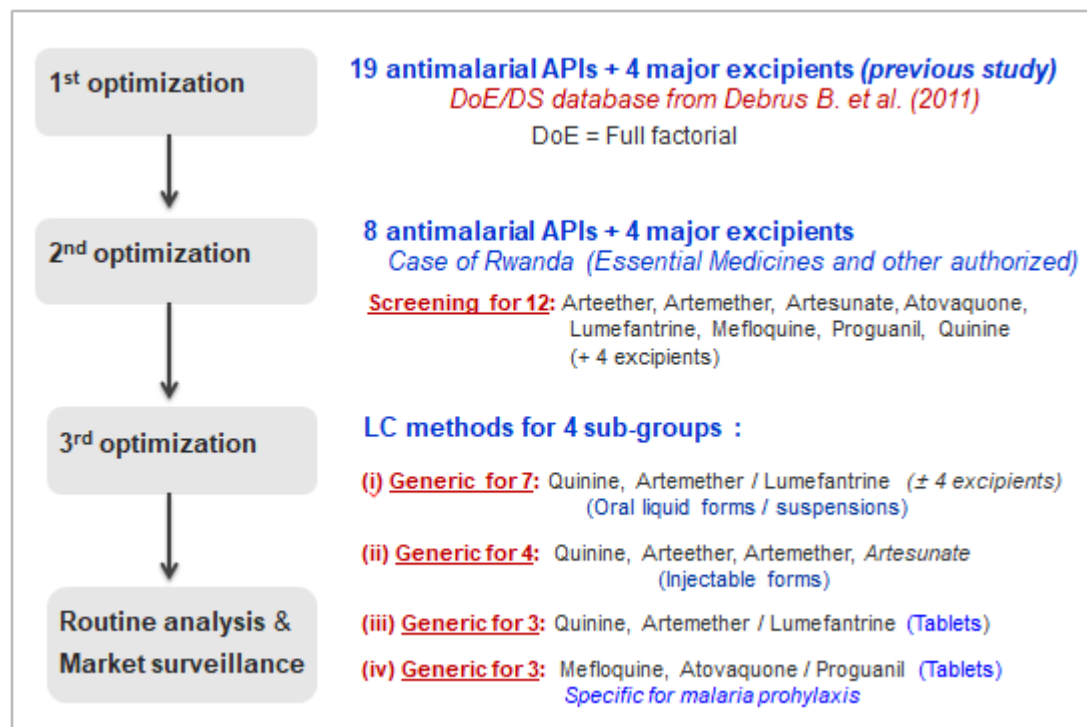 1st optimization
19 antimalarial APIs + 4 major excipients (previous study)
DoE/DS database from Debrus B. et al. (2011)
DoE = Full factorial
2nd optimization
8 antimalarial APIs + 4 major excipients
Case of Rwanda (Essential Medicines and other authorized)
Screening for 12: Arteether, Artemether, Artesunate, Atovaquone,
Lumefantrine, Mefloquine, Proguanil, Quinine
(+ 4 excipients)
3rd optimization
LC methods for 4 sub-groups :
(i) Generic for 7: Quinine, Artemether / Lumefantrine (± 4 excipients)
(Oral liquid forms / suspensions)
(ii) Generic for 4: Quinine, Arteether, Artemether, Artesunate
(Injectable forms)
Routine analysis &
Market surveillance
(iii) Generic for 3: Quinine, Artemether / Lumefantrine (Tablets)
(iv) Generic for 3: Mefloquine, Atovaquone / Proguanil (Tablets)
Specific for malaria prohylaxis